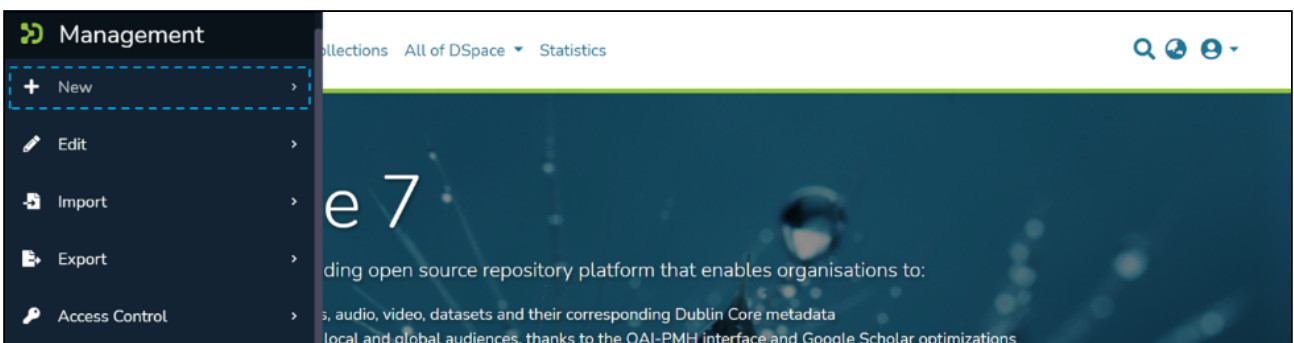 Management
New
Edit
Import
Export
Access Control
ollections All of DSpace Statistics
e 7
ding open source repository platform that enables organisations to:
s, audio, video, datasets and their corresponding Dublin Core metadata
local and global audiences, thanks to the OAI-PMH interface and Google Scholar optimizations